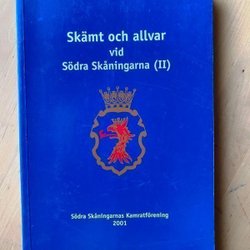 Skämt och allvar
vid
Södra Skåningarna (II)
Södra Skåningarnas Kamratförening
2001